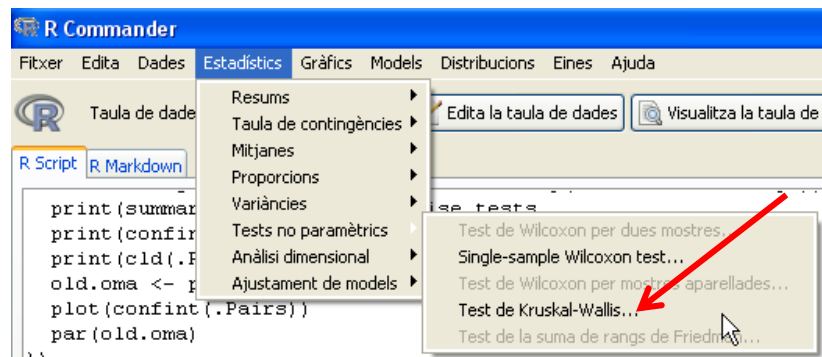 R Commander
Fitxer Edita Dades Estadístics Gràfics Models Distribucions Eines Ajuda
R Taula de dade Edita la taula de dades Visualitza la taula de
R Script R Markdown
Resums
Taula de contingències
Mitjanes
Proporcions
Variàncies
Tests no paramètrics
Anàlisi dimensional
Ajustament de models
Test de Wilcoxon per dues mostres...
Single-sample Wilcoxon test...
Test de Wilcoxon per mostres aparellades...
Test de Kruskal-Wallis...
Test de la suma de rangs de Friedman...
print(summar ise tests
print(confir
print(cld(.P
old.oma <- p
plot(confint(.Pairs))
par(old.oma)